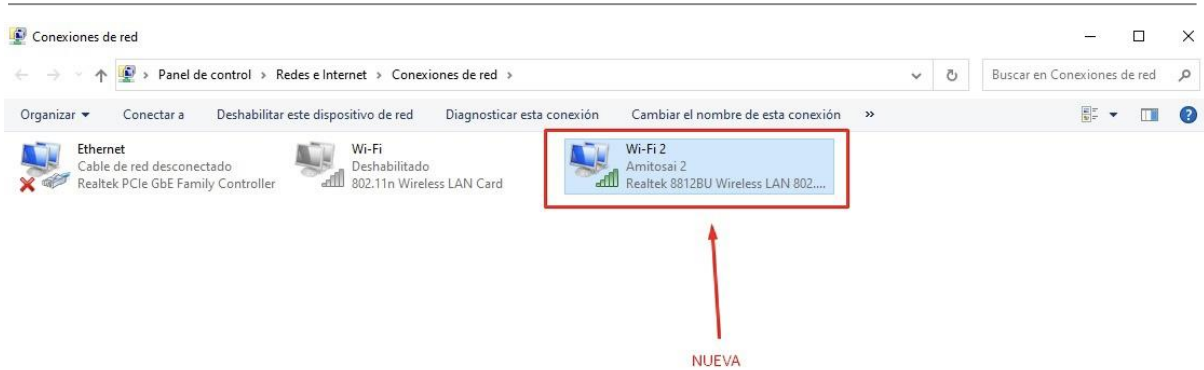 Conexiones de red
Panel de control > Redes e Internet > Conexiones de red >
Buscar en Conexiones de red
Organizar
Conectar a
Deshabilitar este dispositivo de red
Diagnosticar esta conexión
Cambiar el nombre de esta conexión
»
Ethernet
Cable de red desconectado
Realtek PCIe GbE Family Controller
Wi-Fi
Deshabilitado
802.11n Wireless LAN Card
Wi-Fi 2
Amitosai 2
Realtek 8812BU Wireless LAN 802....
NUEVA